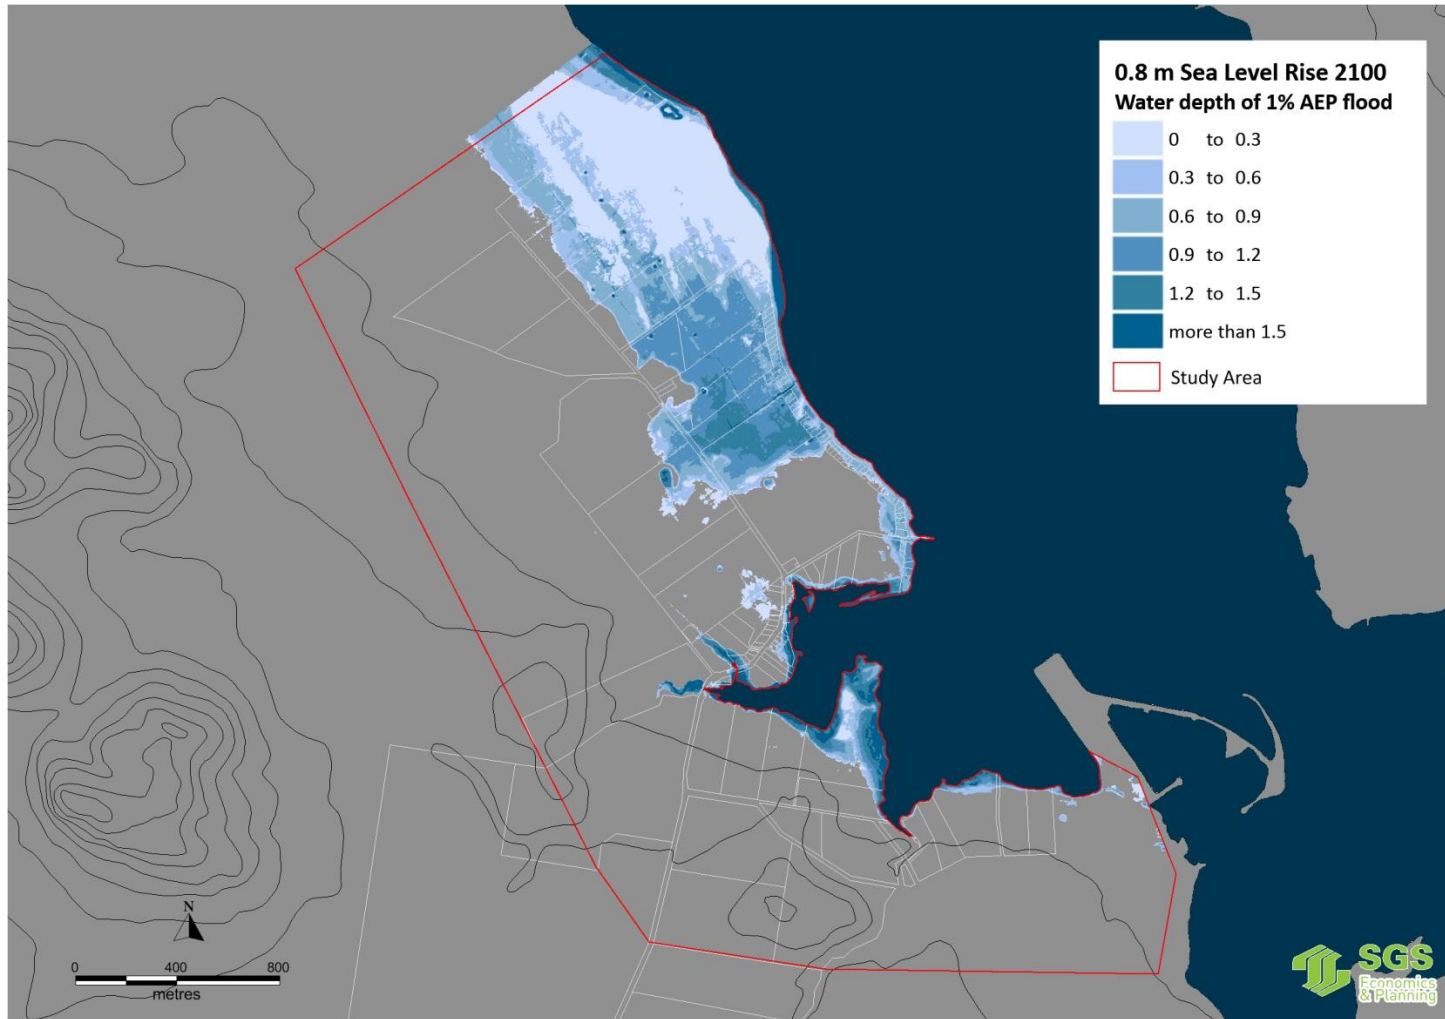 0.8 m Sea Level Rise 2100
Water depth of 1% AEP flood
0 to 0.3
0.3 to 0.6
0.6 to 0.9
0.9 to 1.2
1.2 to 1.5
more than 1.5
Study Area
N
0 400 800
metres
SGS
Economics
& Planning